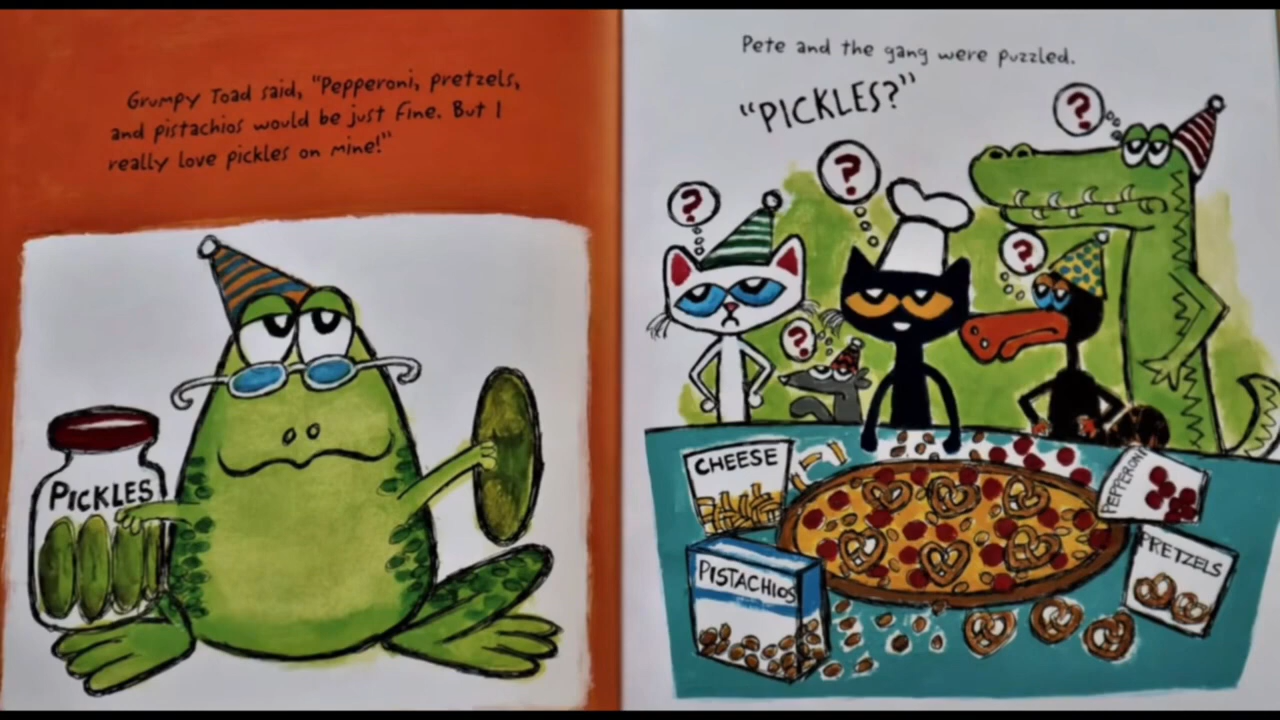 Grumpy Toad said, "Pepperoni, pretzels,
and pistachios would be just fine. But I
really love pickles on mine!"
PICKLES
Pete and the gang were puzzled.
"PICKLES?"
?
?
?
?
?
CHEESE
PEPPERONI
PISTACHIOS
PRETZELS